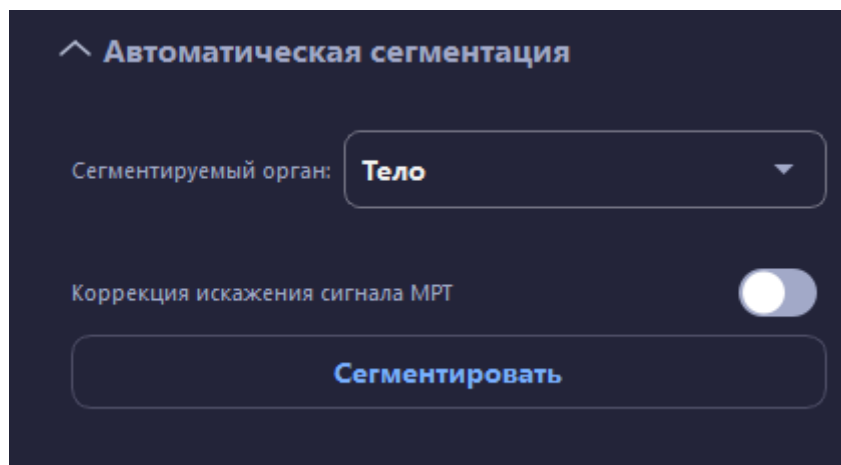 Автоматическая сегментация
Сегментируемый орган: Тело
Коррекция искажения сигнала МРТ
Сегментировать